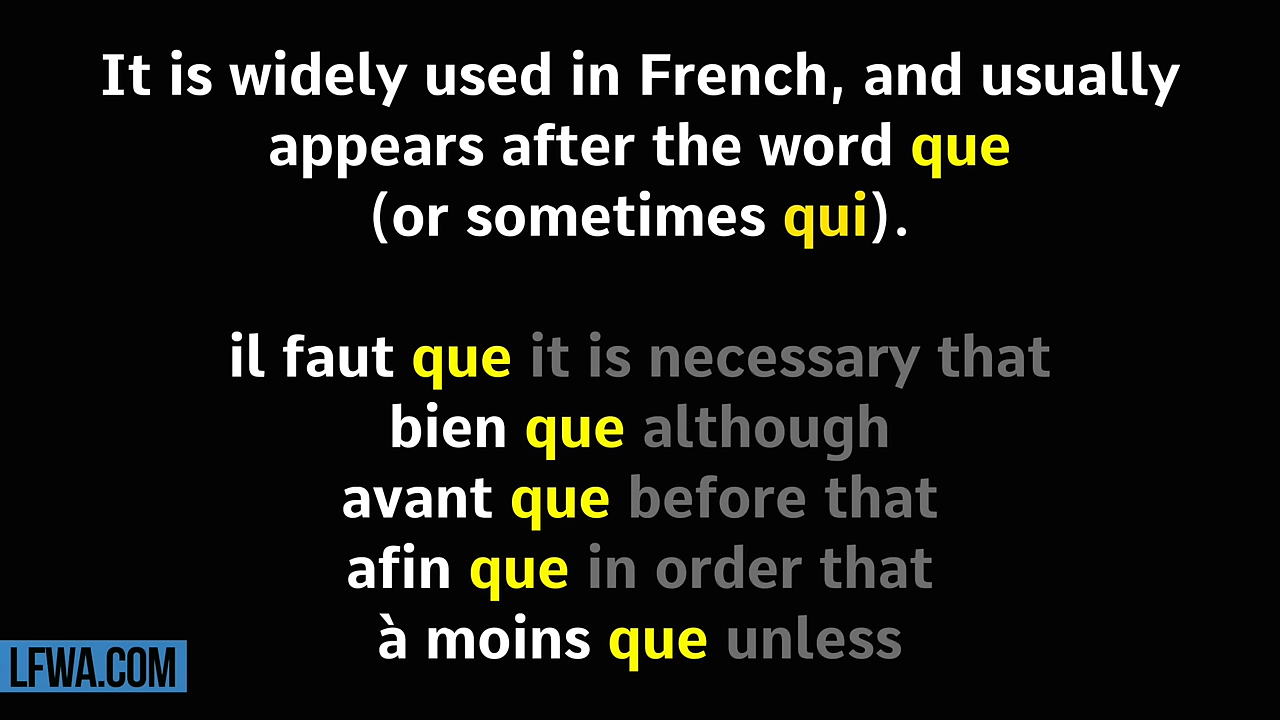 It is widely used in French, and usually
appears after the word que
(or sometimes qui).
il faut que it is necessary that
bien que although
avant que before that
afin que in order that
à moins que unless
LFWA.COM